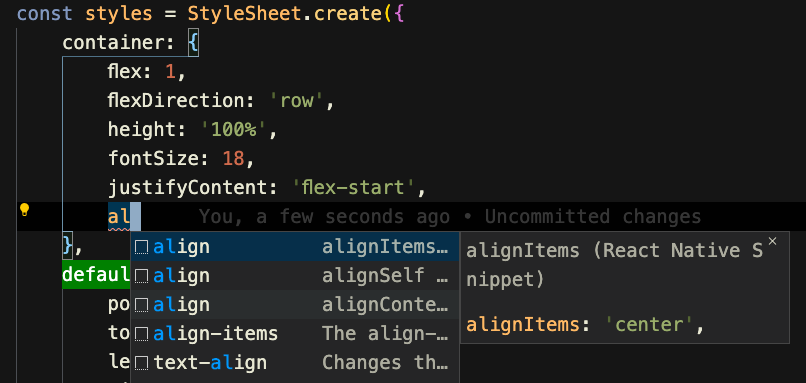 const styles = StyleSheet.create({
container: {
flex: 1,
flexDirection: 'row',
height: '100%',
fontSize: 18,
justifyContent: 'flex-start',
al You, a few seconds ago • Uncommitted changes
},
defaul
po
to
le
align alignItems…
align alignSelf …
align alignConte…
align-items The align-…
text-align Changes th…
alignItems (React Native S
nippet)
alignItems: 'center',